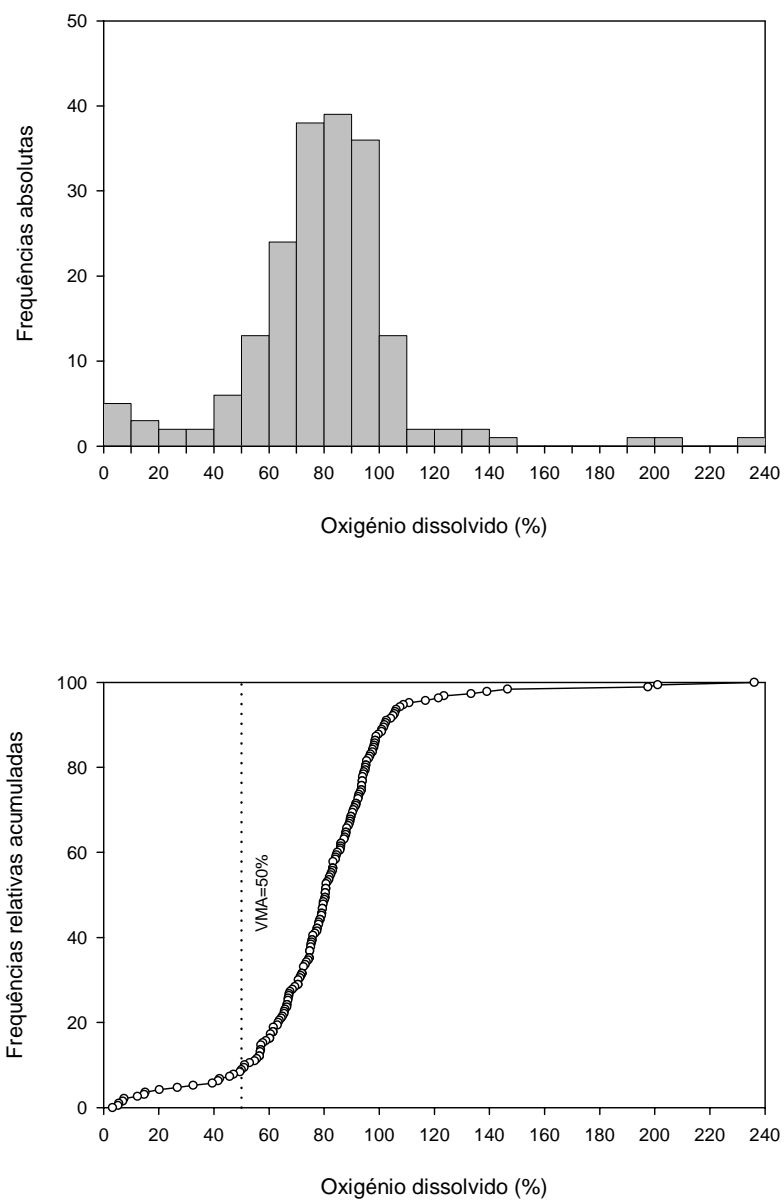 50
40
30
20
10
0
Frequências absolutas
0 20 40 60 80 100 120 140 160 180 200 220 240
Oxigénio dissolvido (%)
100
80
60
40
20
0
Frequências relativas acumuladas
VMA=50%
0 20 40 60 80 100 120 140 160 180 200 220 240
Oxigénio dissolvido (%)